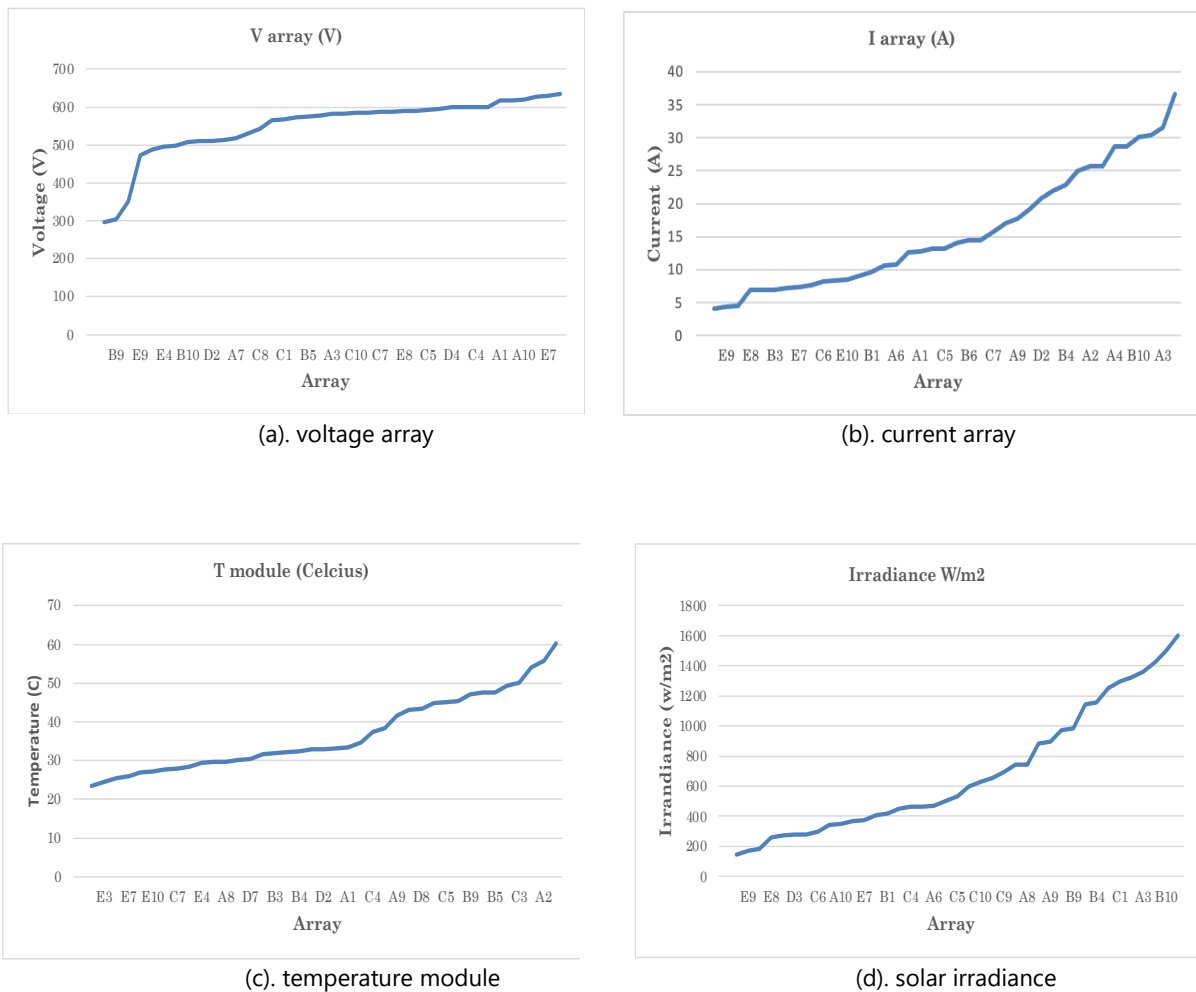 V array (V)
700
600
500
400
300
200
100
0
Voltage (V)
B9 E9 E4 B10 D2 A7 C8 C1 B5 A3 C10 C7 E8 C5 D4 C4 A1 A10 E7
Array
(a). voltage array
I array (A)
40
35
30
25
20
15
10
5
0
Current (A)
E9 E8 B3 E7 C6 E10 B1 A6 A1 C5 B6 C7 A9 D2 B4 A2 A4 B10 A3
Array
(b). current array
T module (Celcius)
70
60
50
40
30
20
10
0
Temperature (C)
E3 E7 E10 C7 E4 A8 D7 B3 B4 D2 A1 C4 A9 D8 C5 B9 B5 C3 A2
Array
(c). temperature module
Irradiance W/m2
1800
1600
1400
1200
1000
800
600
400
200
0
Irrandiance (w/m2)
E9 E8 D3 C6 A10 E7 B1 C4 A6 C5 C10 C9 A8 A9 B9 B4 C1 A3 B10
Array
(d). solar irradiance